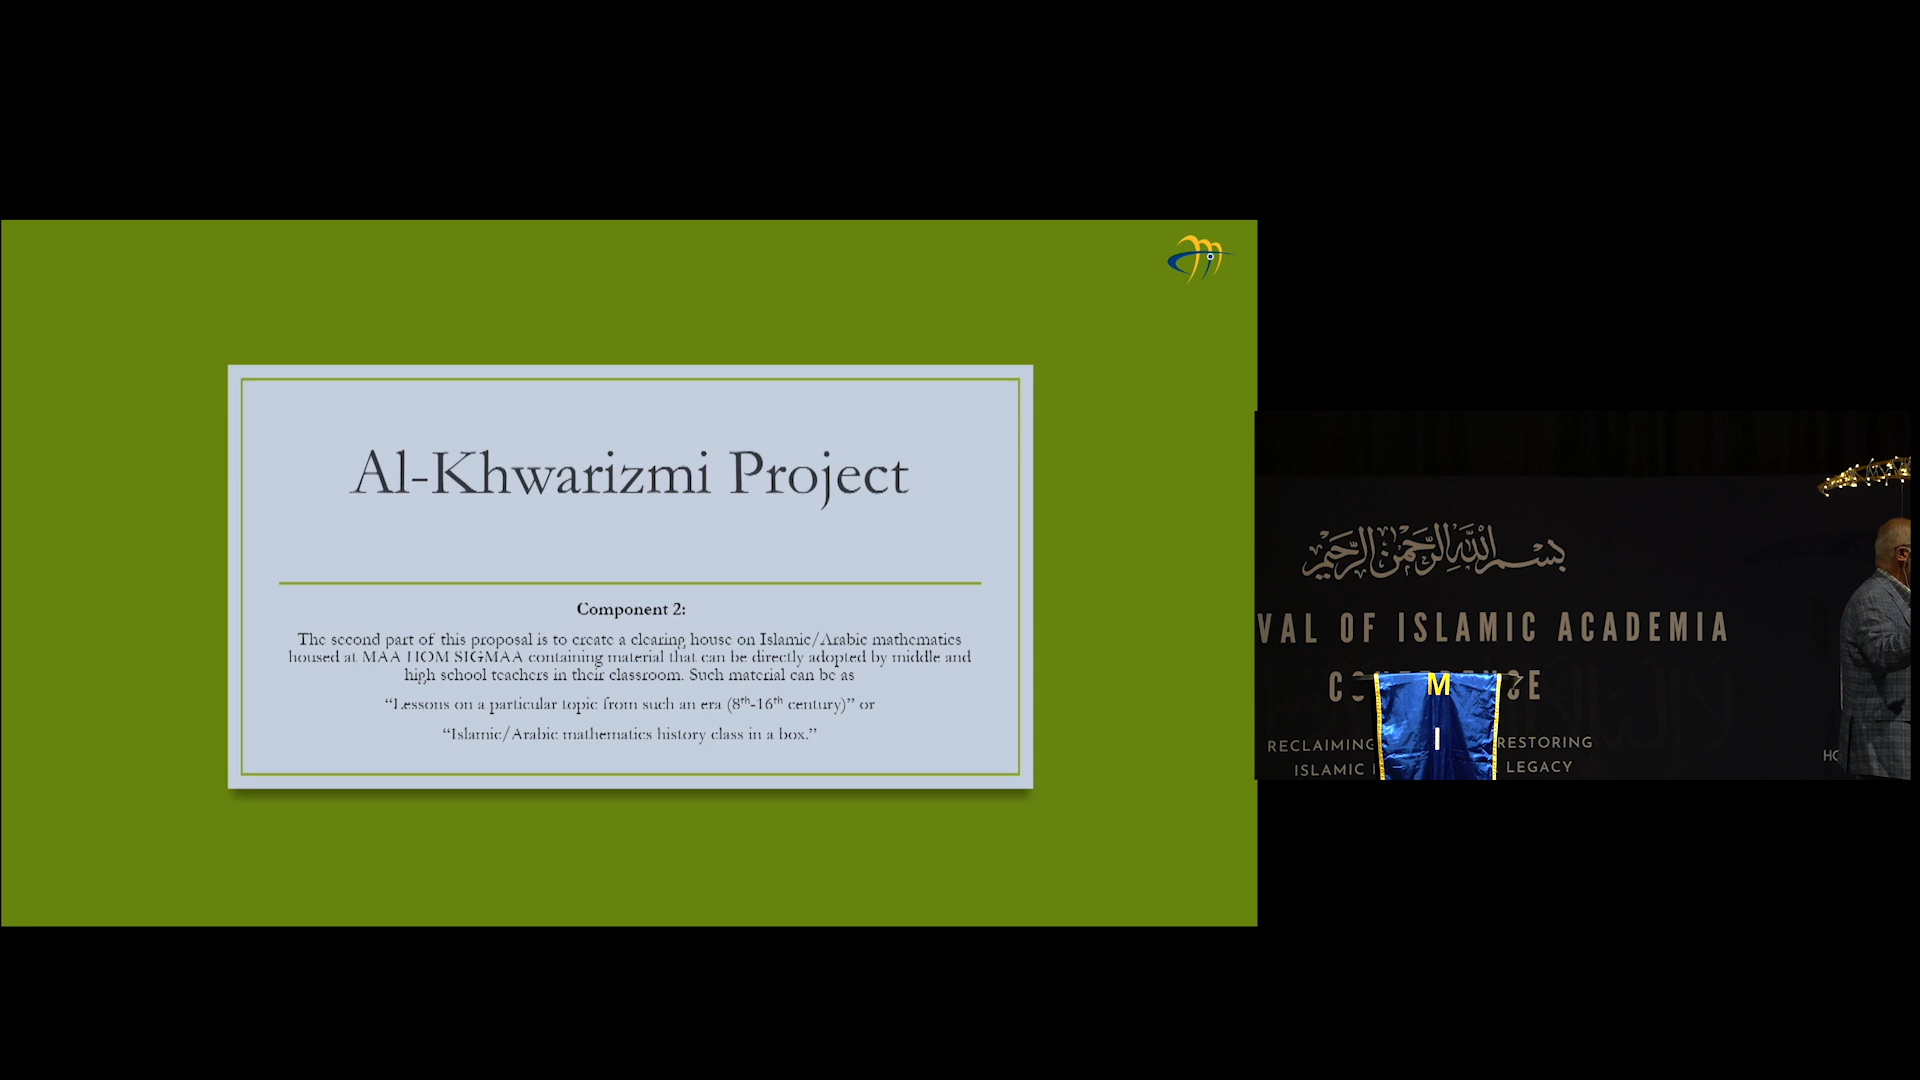 Al-Khwarizmi Project
Component 2:
The second part of this proposal is to create a clearing house on Islamic/Arabic mathematics
housed at MAA HOM SIGMAA containing material that can be directly adopted by middle and
high school teachers in their classroom. Such material can be as
“Lessons on a particular topic from such an era (8th-16th century)” or
“Islamic/Arabic mathematics history class in a box.”
بسم الله الرحمن الرحيم
VAL OF ISLAMIC ACADEMIA
RECLAIMING RESTORING
ISLAMIC LEGACY
M
I